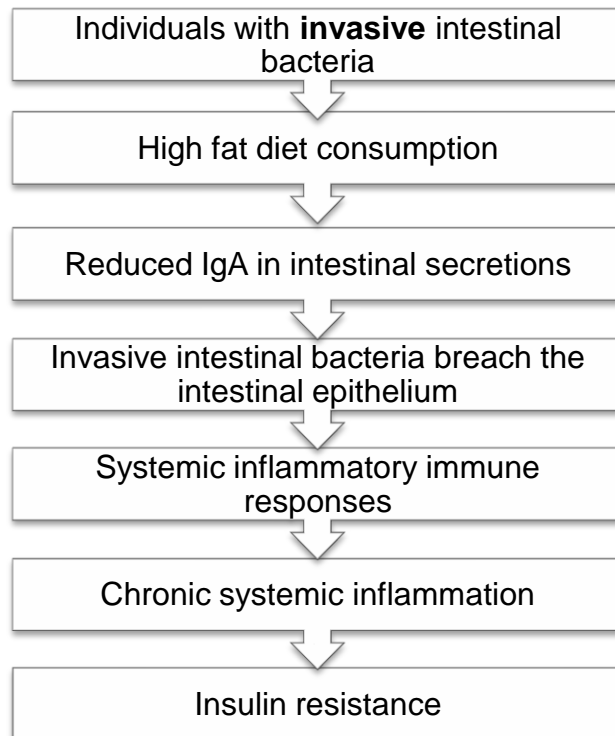 Individuals with invasive intestinal
bacteria
High fat diet consumption
Reduced IgA in intestinal secretions
Invasive intestinal bacteria breach the
intestinal epithelium
Systemic inflammatory immune
responses
Chronic systemic inflammation
Insulin resistance